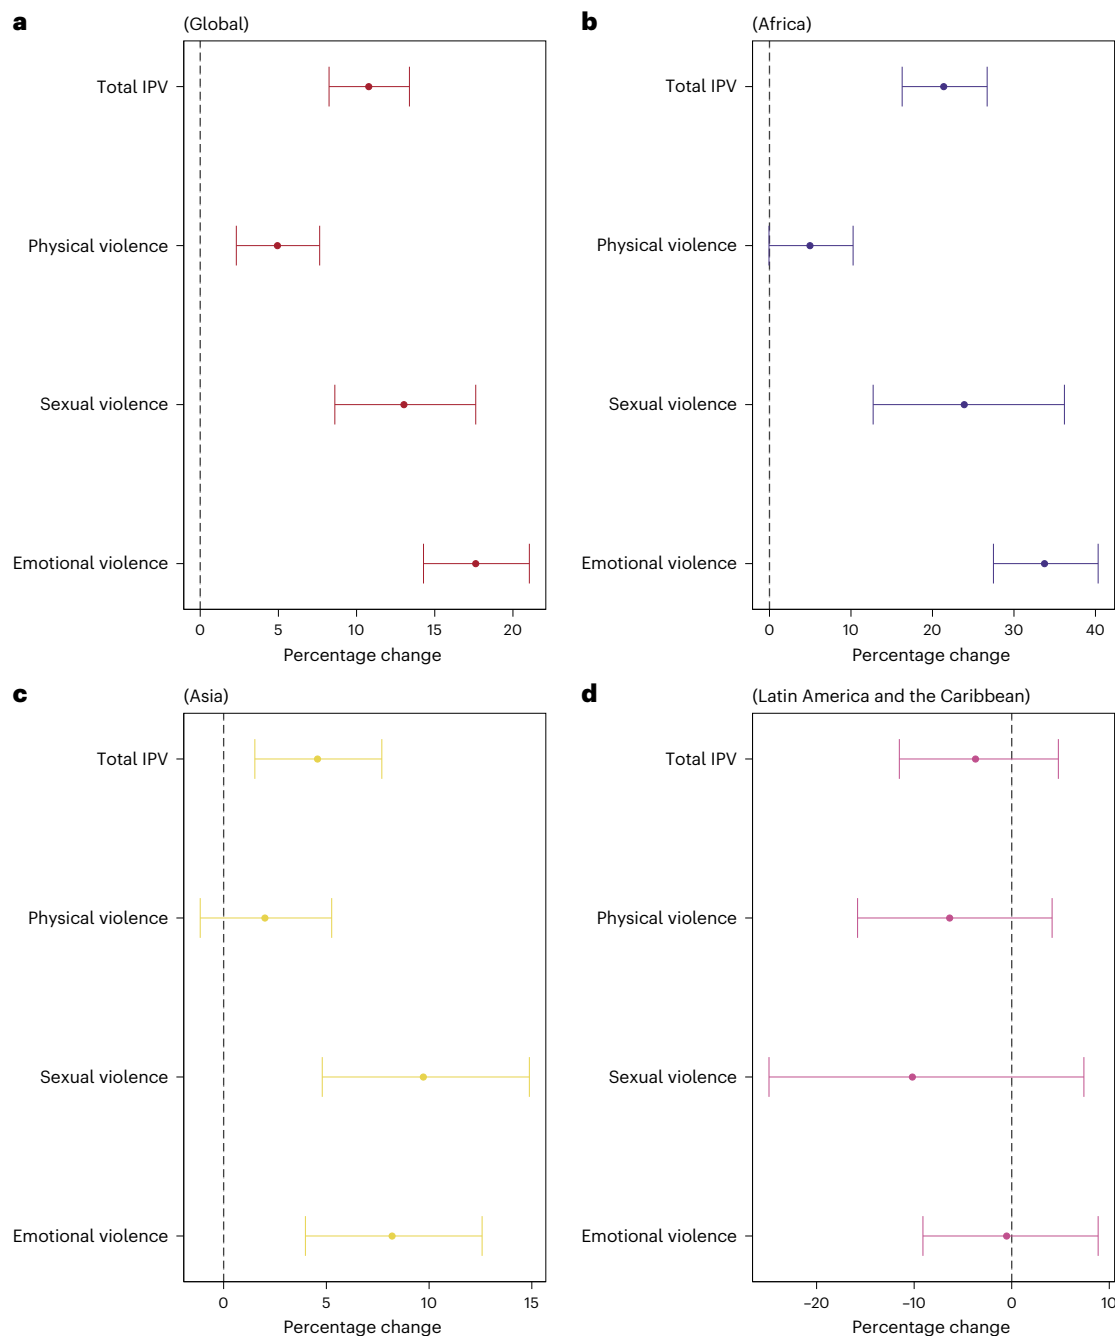 a
(Global)
Total IPV
Physical violence
Sexual violence
Emotional violence
0 5 10 15 20
Percentage change
b
(Africa)
Total IPV
Physical violence
Sexual violence
Emotional violence
0 10 20 30 40
Percentage change
c
(Asia)
Total IPV
Physical violence
Sexual violence
Emotional violence
0 5 10 15
Percentage change
d
(Latin America and the Caribbean)
Total IPV
Physical violence
Sexual violence
Emotional violence
−20 −10 0 10
Percentage change